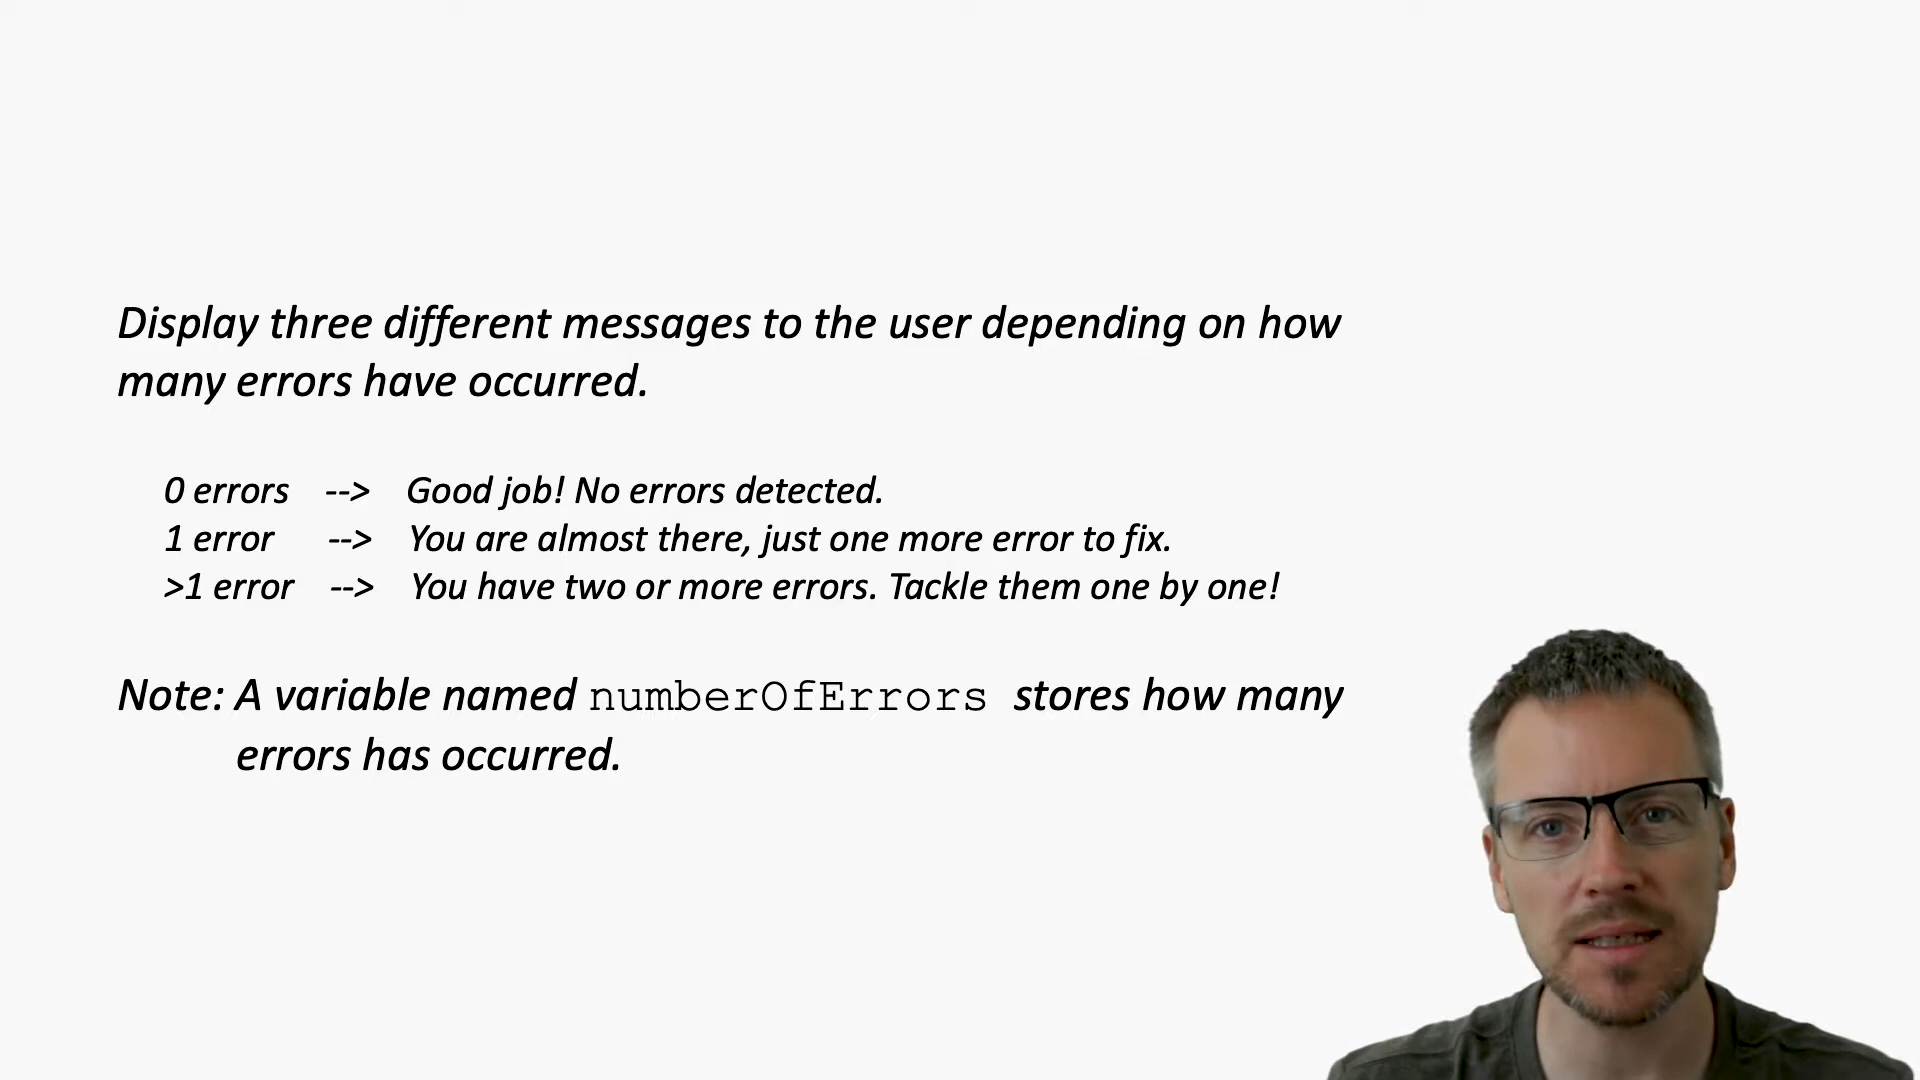 Display three different messages to the user depending on how
many errors have occurred.
0 errors --> Good job! No errors detected.
1 error --> You are almost there, just one more error to fix.
>1 error --> You have two or more errors. Tackle them one by one!
Note: A variable named numberOfErrors stores how many
errors has occurred.